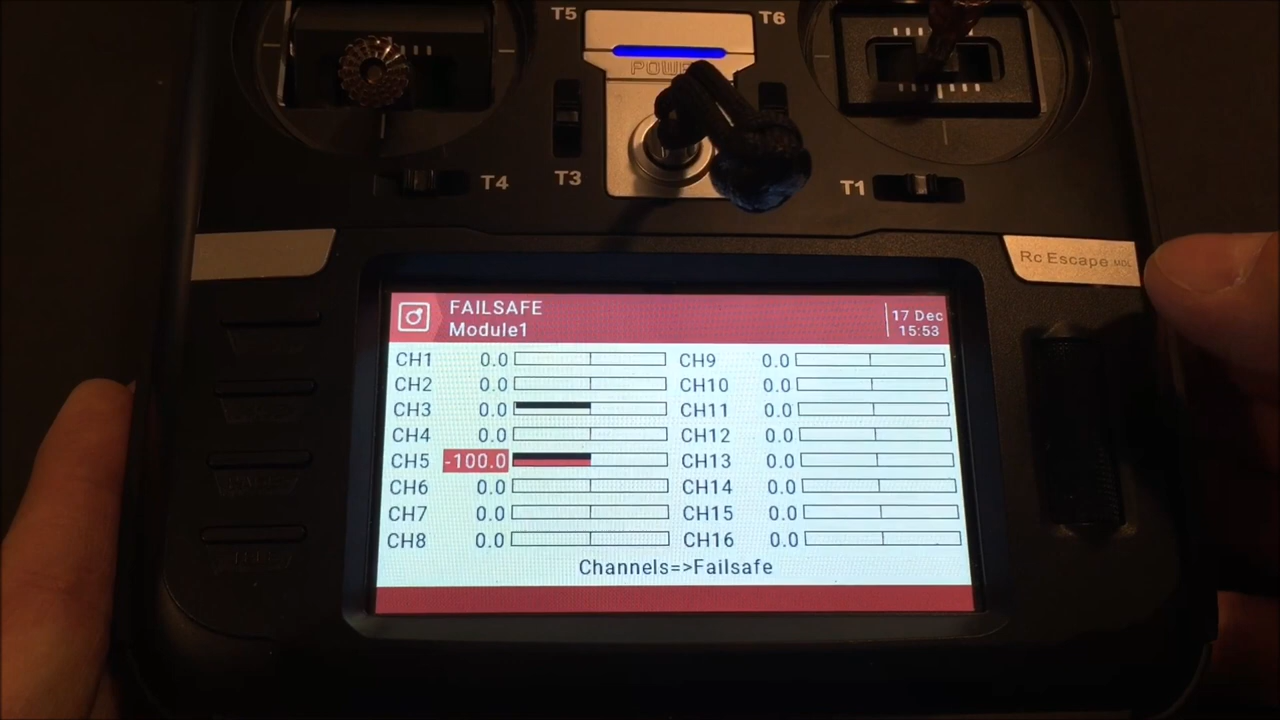 T5
T6
POWER
T4
T3
T1
Rc Escape MDL
FAILSAFE
Module1
17 Dec
15:53
CH1 0.0 CH9 0.0
CH2 0.0 CH10 0.0
CH3 0.0 CH11 0.0
CH4 0.0 CH12 0.0
CH5 -100.0 CH13 0.0
CH6 0.0 CH14 0.0
CH7 0.0 CH15 0.0
CH8 0.0 CH16 0.0
Channels=>Failsafe